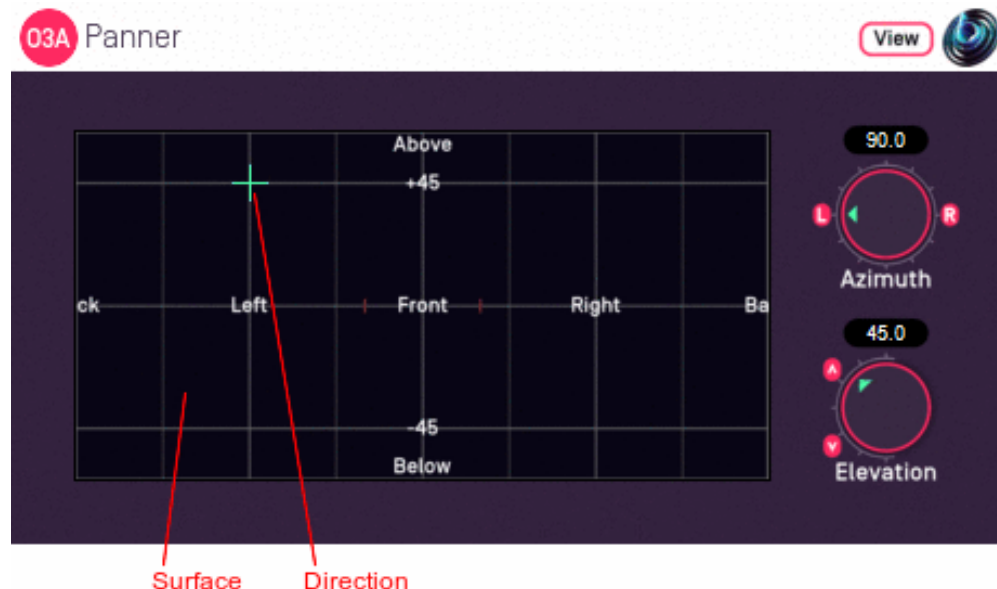 O3A Panner
View
Above
+45
90.0
L
R
Azimuth
ck
Left
Front
Right
Ba
45.0
-45
Below
Elevation
Surface
Direction